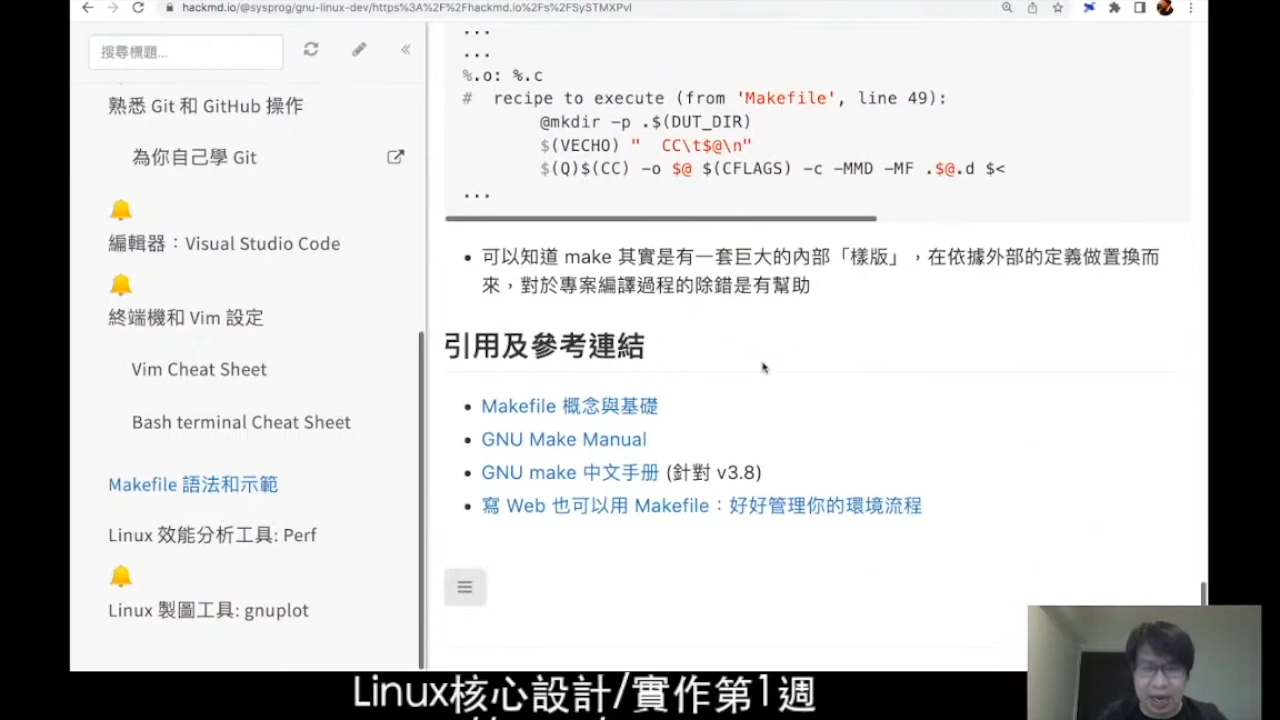 hackmd.io/@sysprog/gnu-linux-dev/https%3A%2F%2Fhackmd.io%2Fs%2FSySTMXPvl
搜尋標題...
熟悉 Git 和 GitHub 操作
為你自己學 Git
編輯器：Visual Studio Code
終端機和 Vim 設定
Vim Cheat Sheet
Bash terminal Cheat Sheet
Makefile 語法和示範
Linux 效能分析工具: Perf
Linux 製圖工具: gnuplot
...
...
%.o: %.c
#  recipe to execute (from 'Makefile', line 49):
@mkdir -p .$(DUT_DIR)
$(VECHO) "  CC\t$@\n"
$(Q)$(CC) -o $@ $(CFLAGS) -c -MMD -MF .$@.d $<
...
可以知道 make 其實是有一套巨大的內部「樣版」，在依據外部的定義做置換而
來，對於專案編譯過程的除錯是有幫助
引用及參考連結
Makefile 概念與基礎
GNU Make Manual
GNU make 中文手册 (針對 v3.8)
寫 Web 也可以用 Makefile：好好管理你的環境流程
Linux核心設計/實作第1週